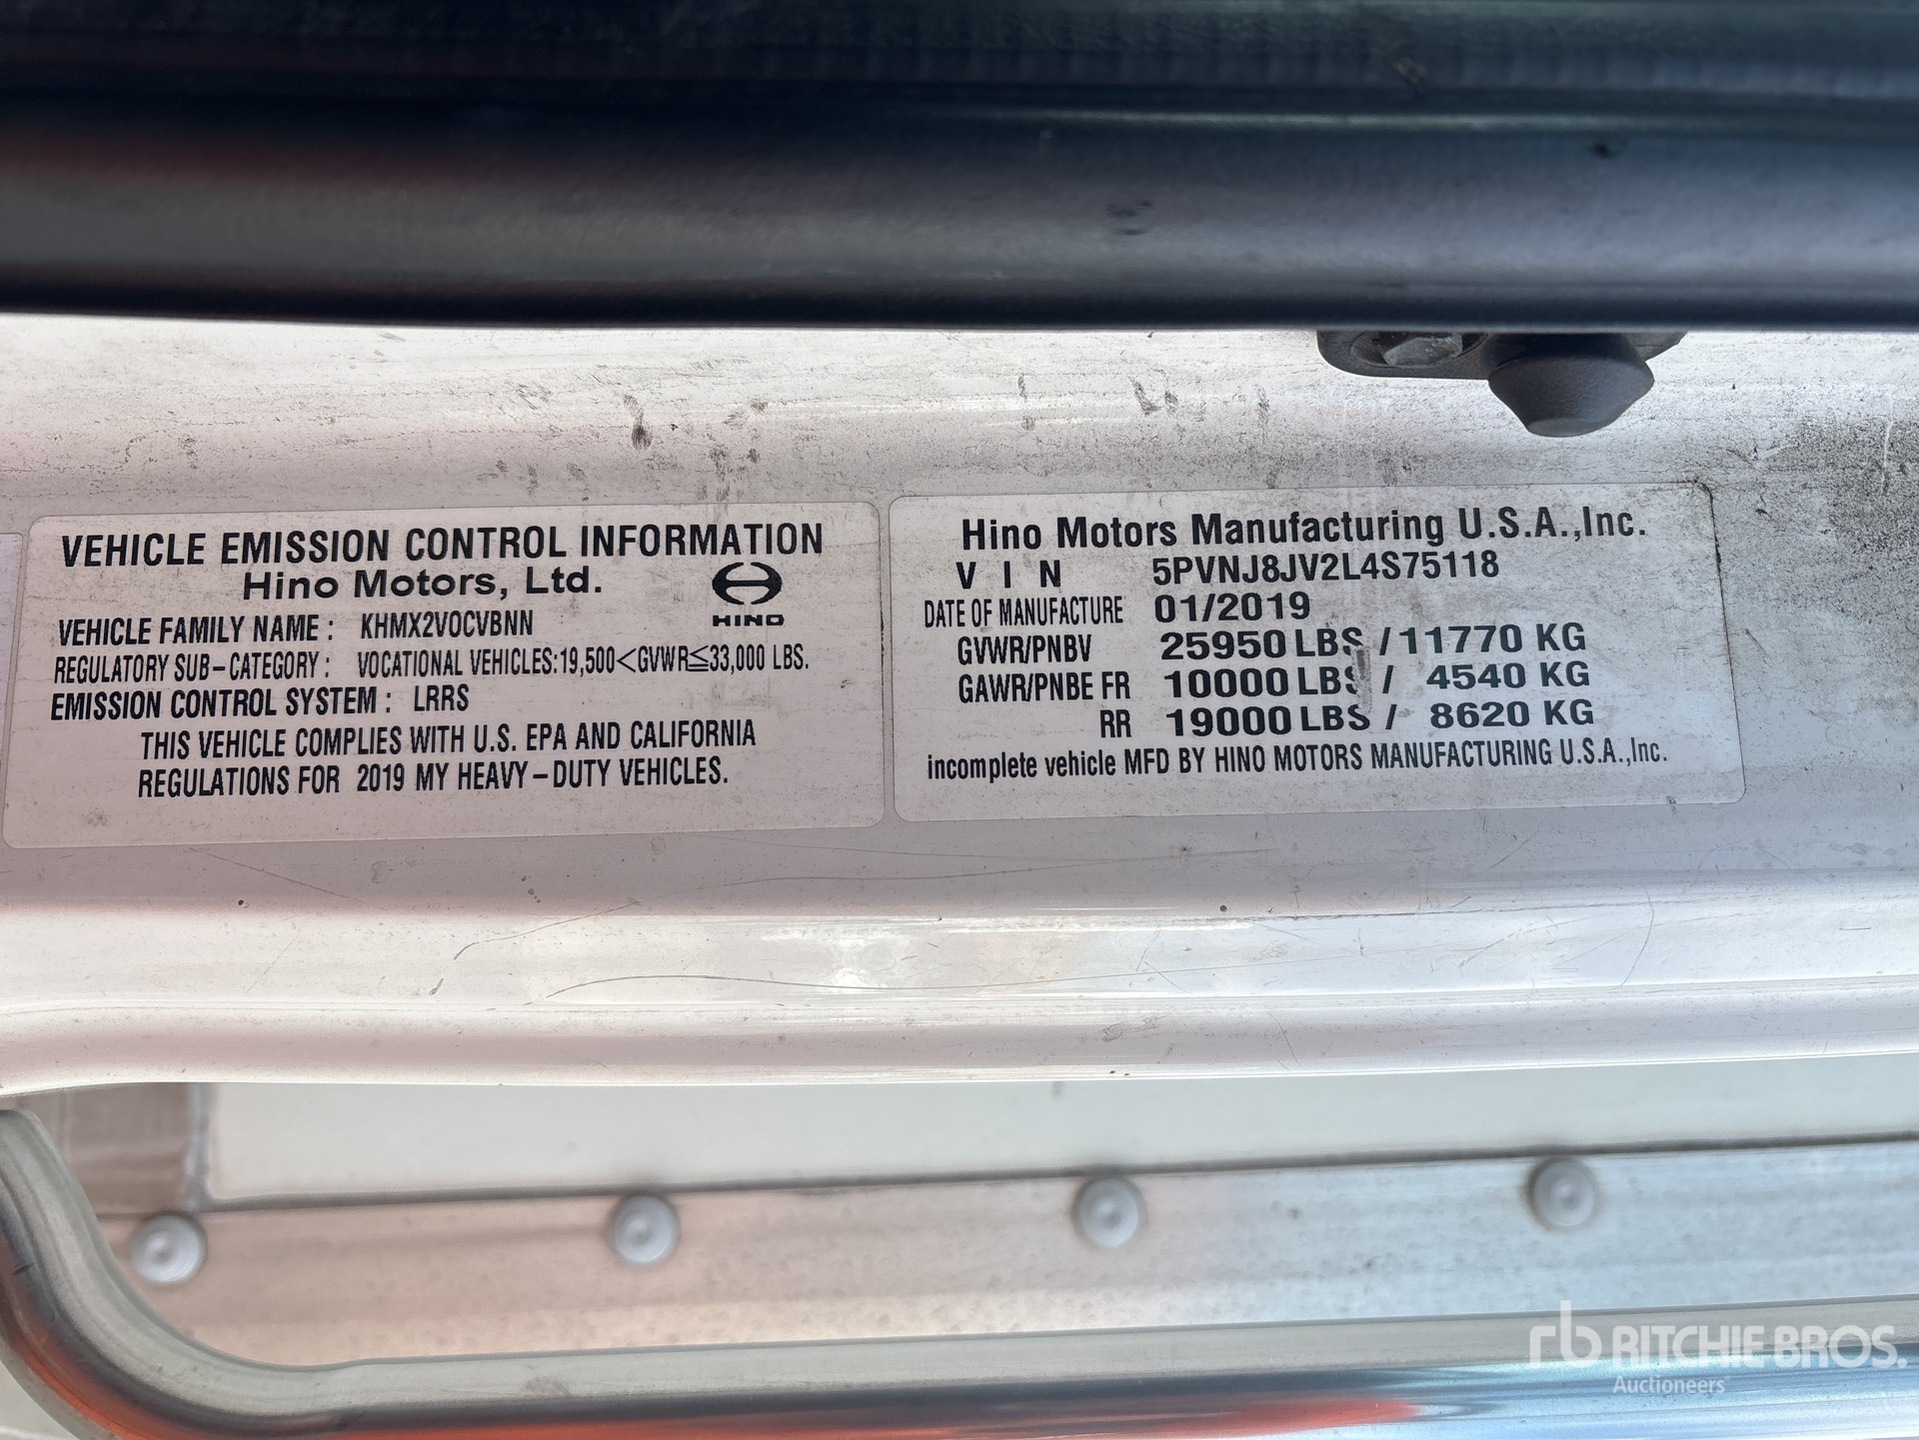 VEHICLE EMISSION CONTROL INFORMATION
Hino Motors, Ltd.
HINO
VEHICLE FAMILY NAME : KHMX2VOCVBNN
REGULATORY SUB-CATEGORY : VOCATIONAL VEHICLES:19,500<GVWR≦33,000 LBS.
EMISSION CONTROL SYSTEM : LRRS
THIS VEHICLE COMPLIES WITH U.S. EPA AND CALIFORNIA
REGULATIONS FOR 2019 MY HEAVY-DUTY VEHICLES.
Hino Motors Manufacturing U.S.A.,Inc.
V I N 5PVNJ8JV2L4S75118
DATE OF MANUFACTURE 01/2019
GVWR/PNBV 25950 LBS / 11770 KG
GAWR/PNBE FR 10000 LBS / 4540 KG
RR 19000 LBS / 8620 KG
incomplete vehicle MFD BY HINO MOTORS MANUFACTURING U.S.A.,Inc.
rb RITCHIE BROS.
Auctioneers